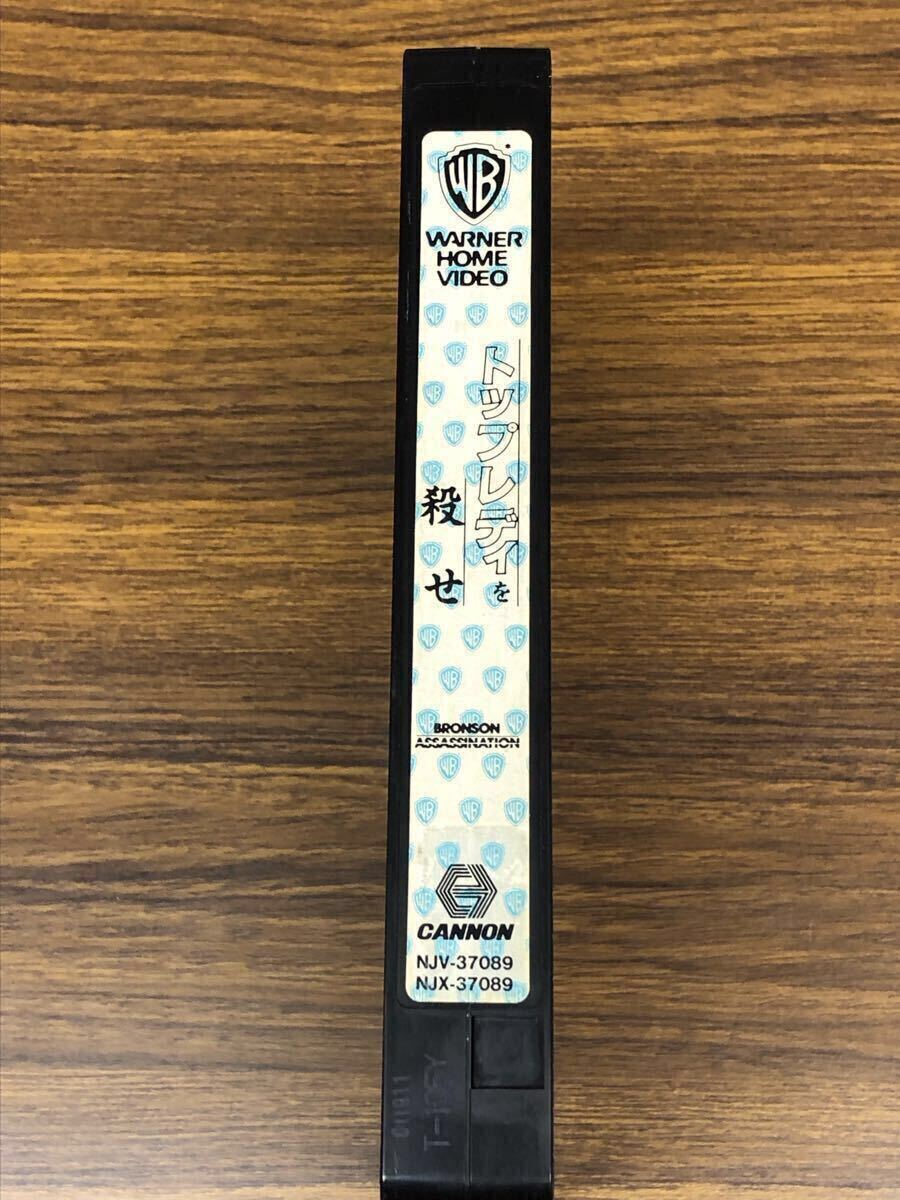 WB
WARNER
HOME
VIDEO
トップレディを
殺せ
BRONSON
ASSASSINATION
CANNON
NJV-37089
NJX-37089
T-105Y